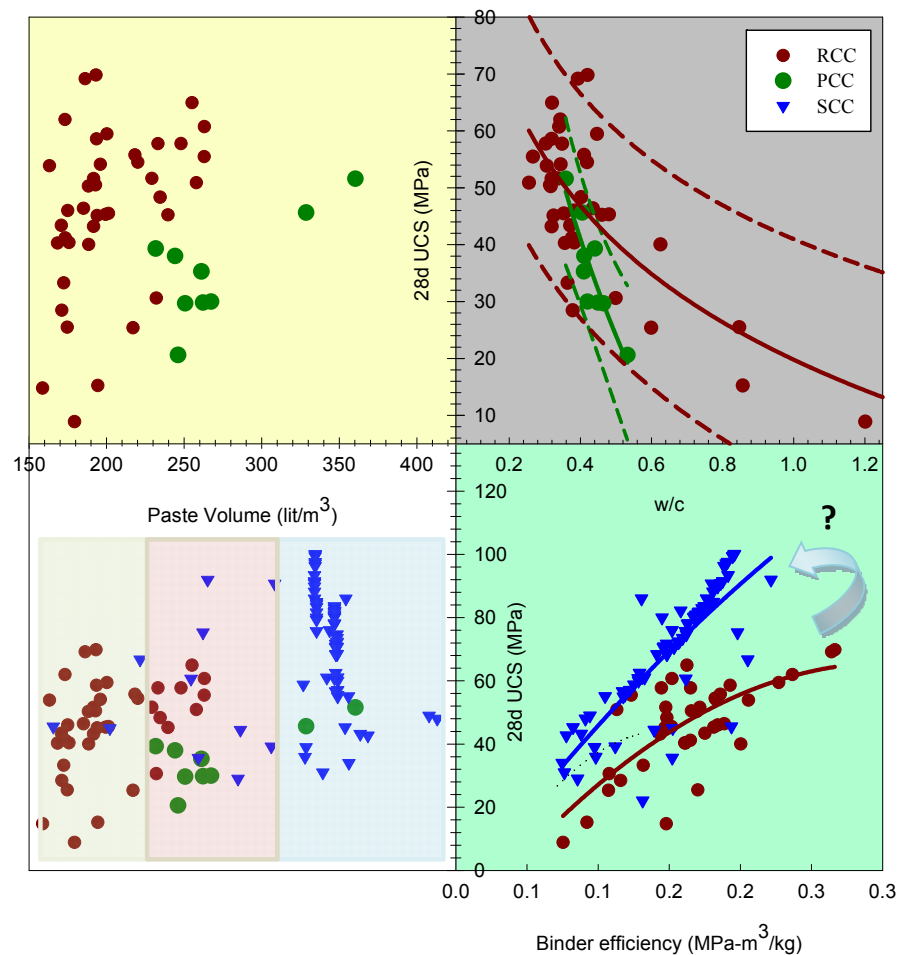 80
70
60
50
40
30
20
10
28d UCS (MPa)
RCC
PCC
SCC
150 200 250 300 350 400
0.2 0.4 0.6 0.8 1.0 1.2
Paste Volume (lit/m3)
w/c
?
120
100
80
60
40
20
0
28d UCS (MPa)
0.0 0.1 0.1 0.2 0.2 0.3 0.3
Binder efficiency (MPa-m3/kg)